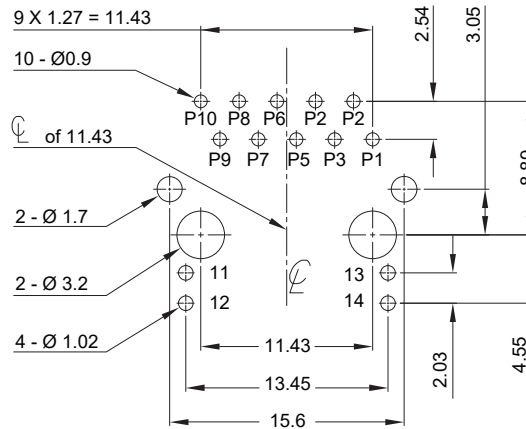 9 X 1.27 = 11.43
2.54
3.05
10 - Ø0.9
P10 P8 P6 P2 P2
℄ of 11.43
P9 P7 P5 P3 P1
8.89
2 - Ø 1.7
2 - Ø 3.2
℄
11 13
12 14
4 - Ø 1.02
11.43
2.03
4.55
13.45
15.6